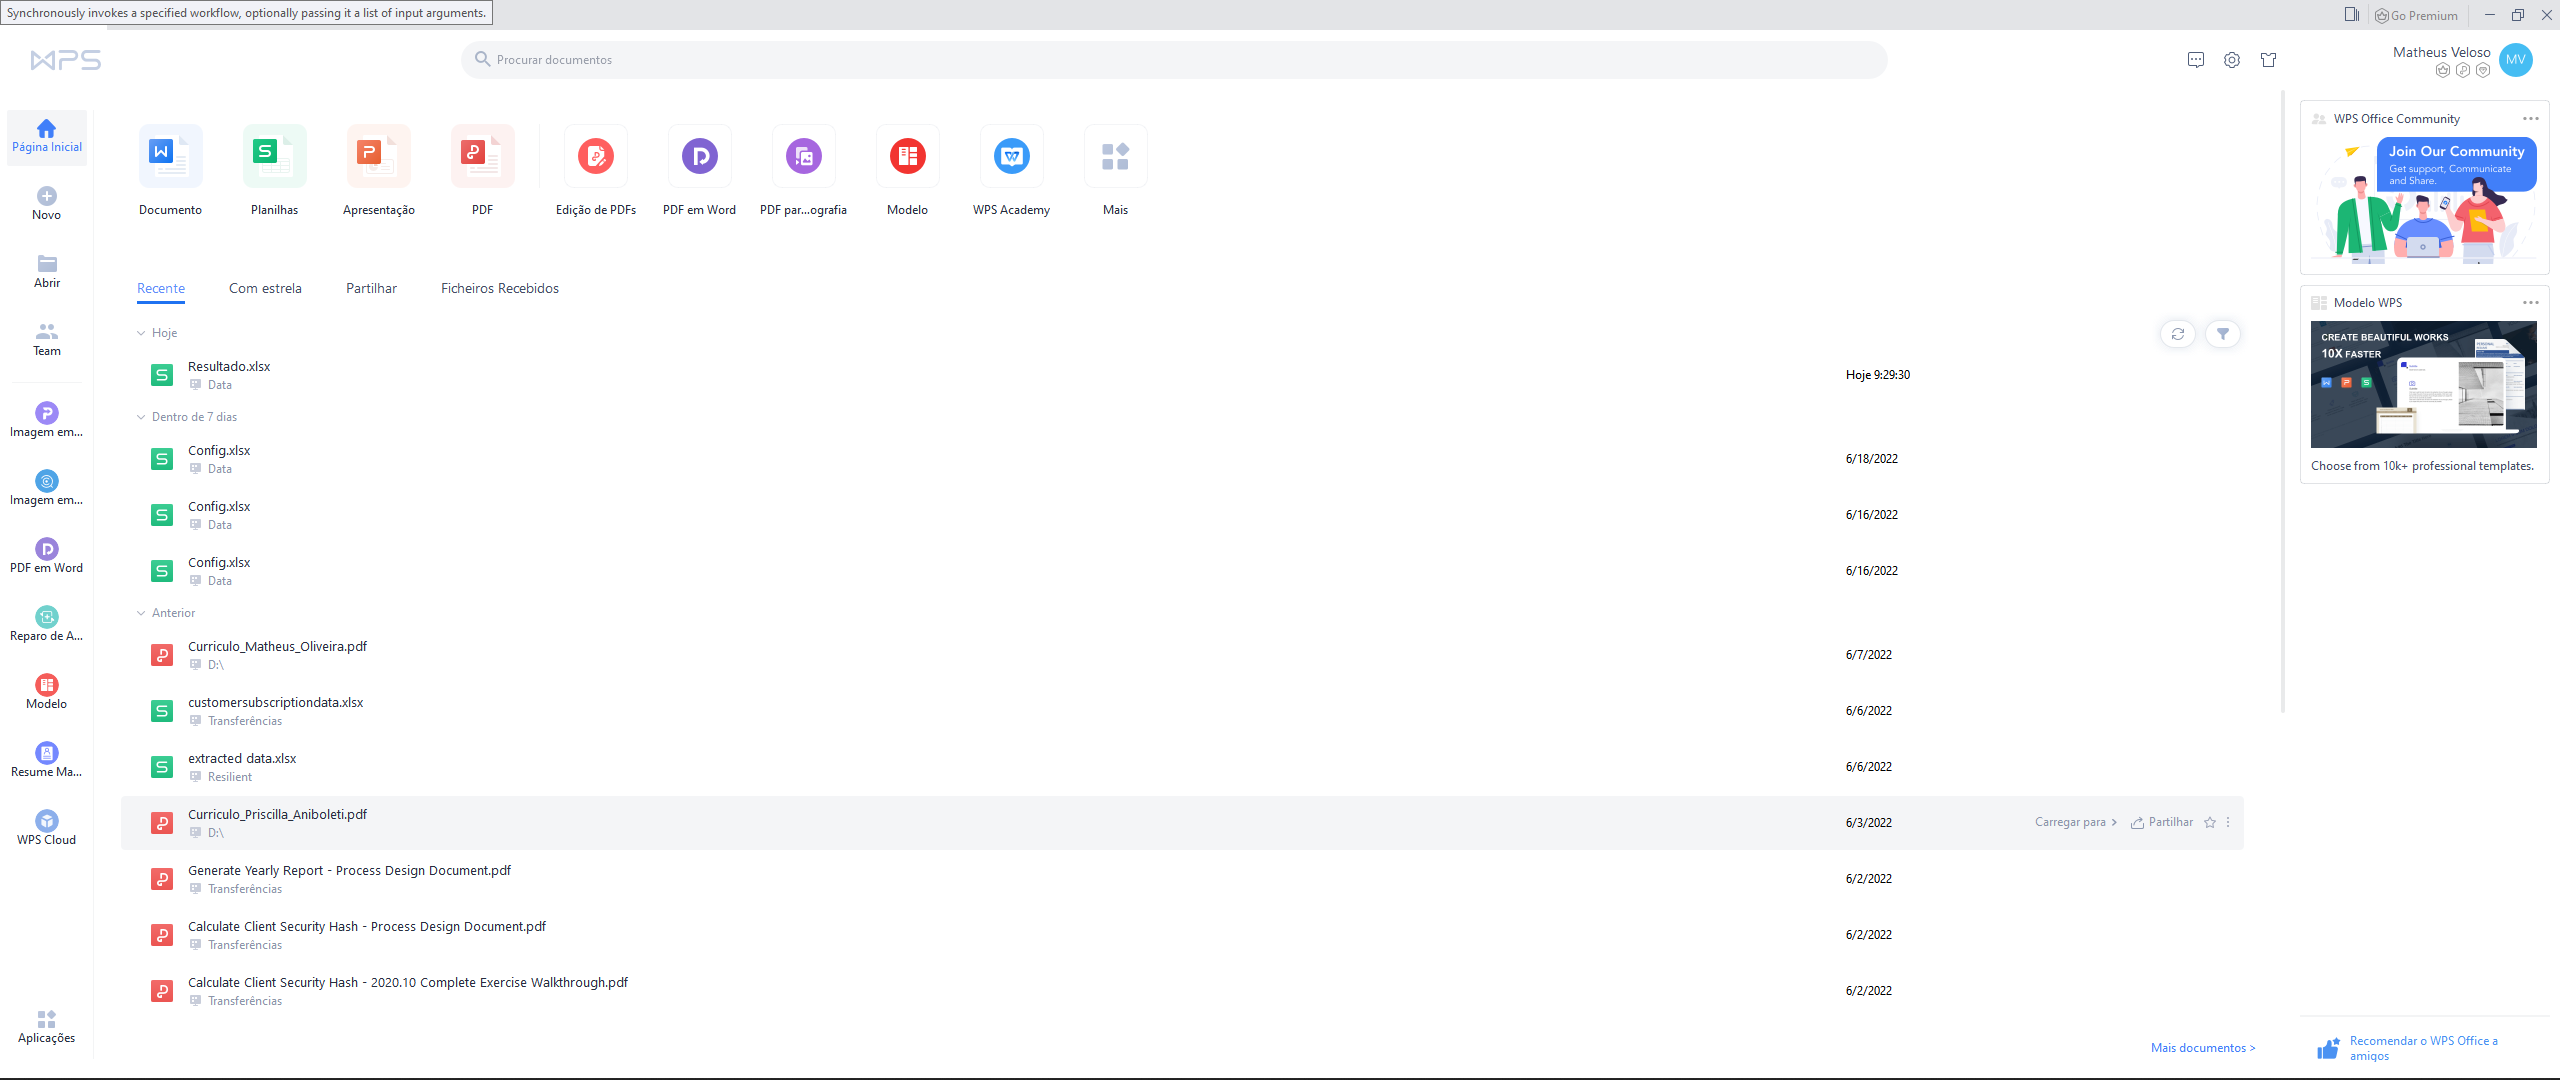 Synchronously invokes a specified workflow, optionally passing it a list of input arguments.
Go Premium
WPS
Procurar documentos
Matheus Veloso
MV
Página Inicial
Novo
Abrir
Team
Imagem em...
Imagem em...
PDF em Word
Reparo de A...
Modelo
Resume Ma...
WPS Cloud
Aplicações
Documento
Planilhas
Apresentação
PDF
Edição de PDFs
PDF em Word
PDF par...ografia
Modelo
WPS Academy
Mais
Recente
Com estrela
Partilhar
Ficheiros Recebidos
Hoje
Resultado.xlsx
Data
Hoje 9:29:30
Dentro de 7 dias
Config.xlsx
Data
6/18/2022
Config.xlsx
Data
6/16/2022
Config.xlsx
Data
6/16/2022
Anterior
Curriculo_Matheus_Oliveira.pdf
D:\
6/7/2022
customersubscriptiondata.xlsx
Transferências
6/6/2022
extracted data.xlsx
Resilient
6/6/2022
Curriculo_Priscilla_Aniboleti.pdf
D:\
6/3/2022
Carregar para
Partilhar
Generate Yearly Report - Process Design Document.pdf
Transferências
6/2/2022
Calculate Client Security Hash - Process Design Document.pdf
Transferências
6/2/2022
Calculate Client Security Hash - 2020.10 Complete Exercise Walkthrough.pdf
Transferências
6/2/2022
Mais documentos >
WPS Office Community
Join Our Community
Get support, Communicate
and Share.
Modelo WPS
CREATE BEAUTIFUL WORKS
10X FASTER
Choose from 10k+ professional templates.
Recomendar o WPS Office a
amigos